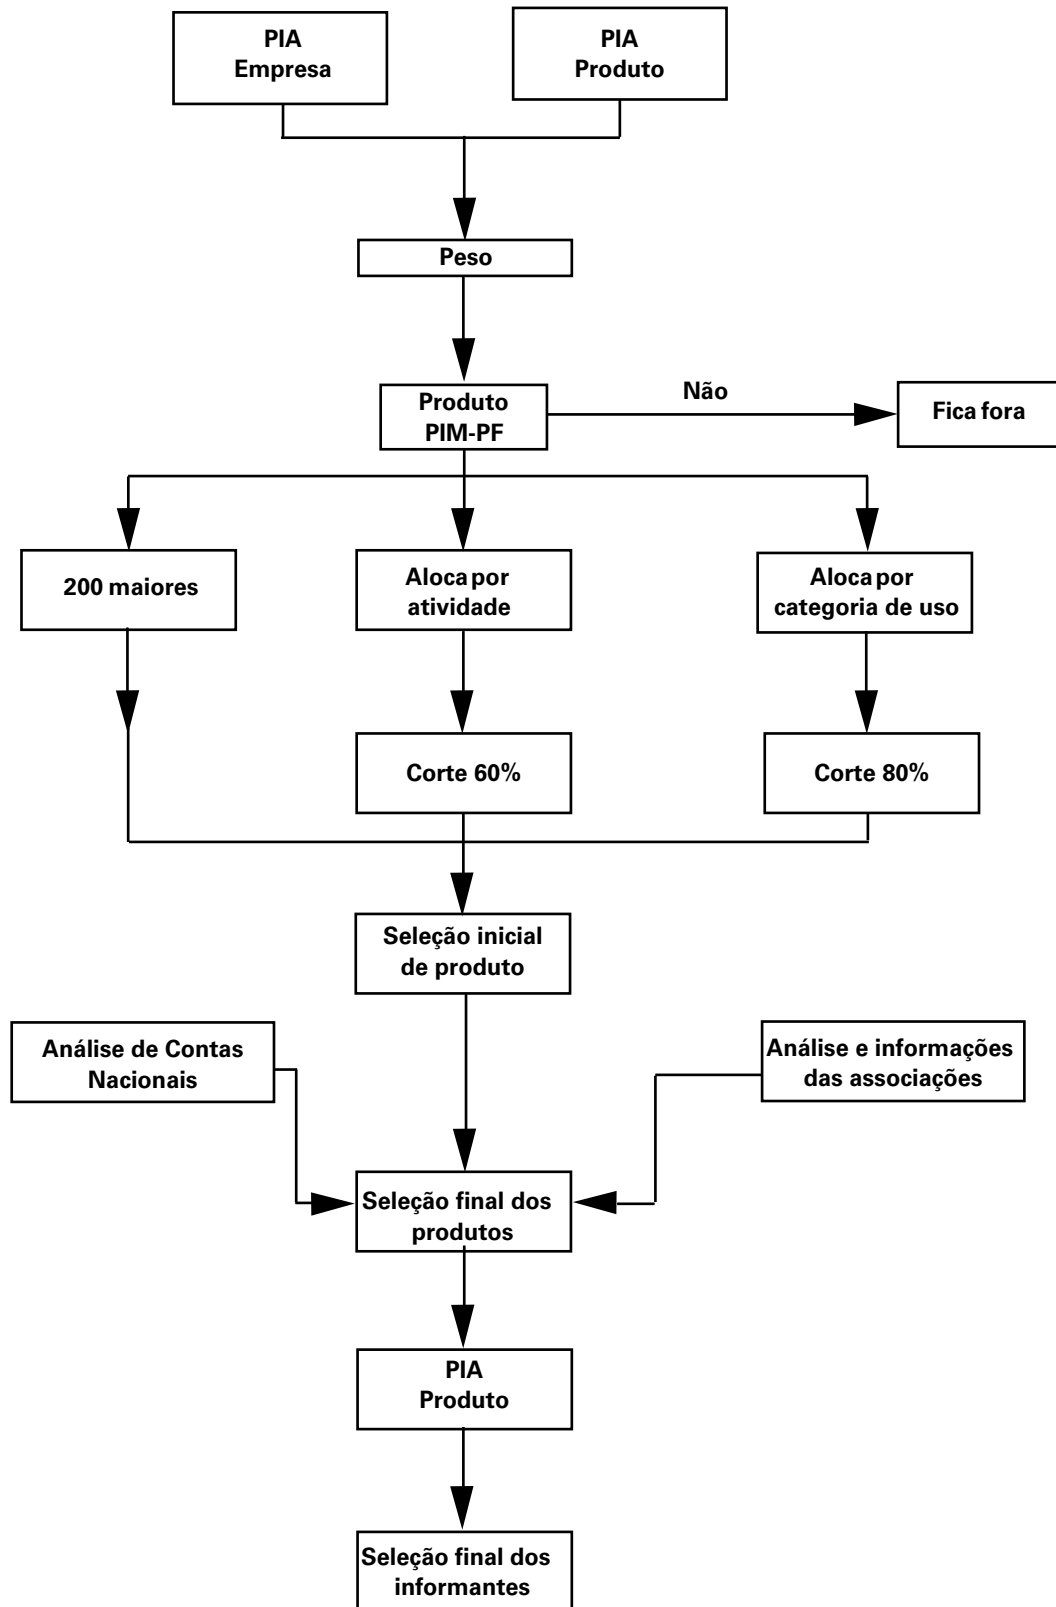 PIA
Empresa
PIA
Produto
Peso
Produto
PIM-PF
Não
Fica fora
200 maiores
Aloca por
atividade
Aloca por
categoria de uso
Corte 60%
Corte 80%
Seleção inicial
de produto
Análise de Contas
Nacionais
Análise e informações
das associações
Seleção final dos
produtos
PIA
Produto
Seleção final dos
informantes